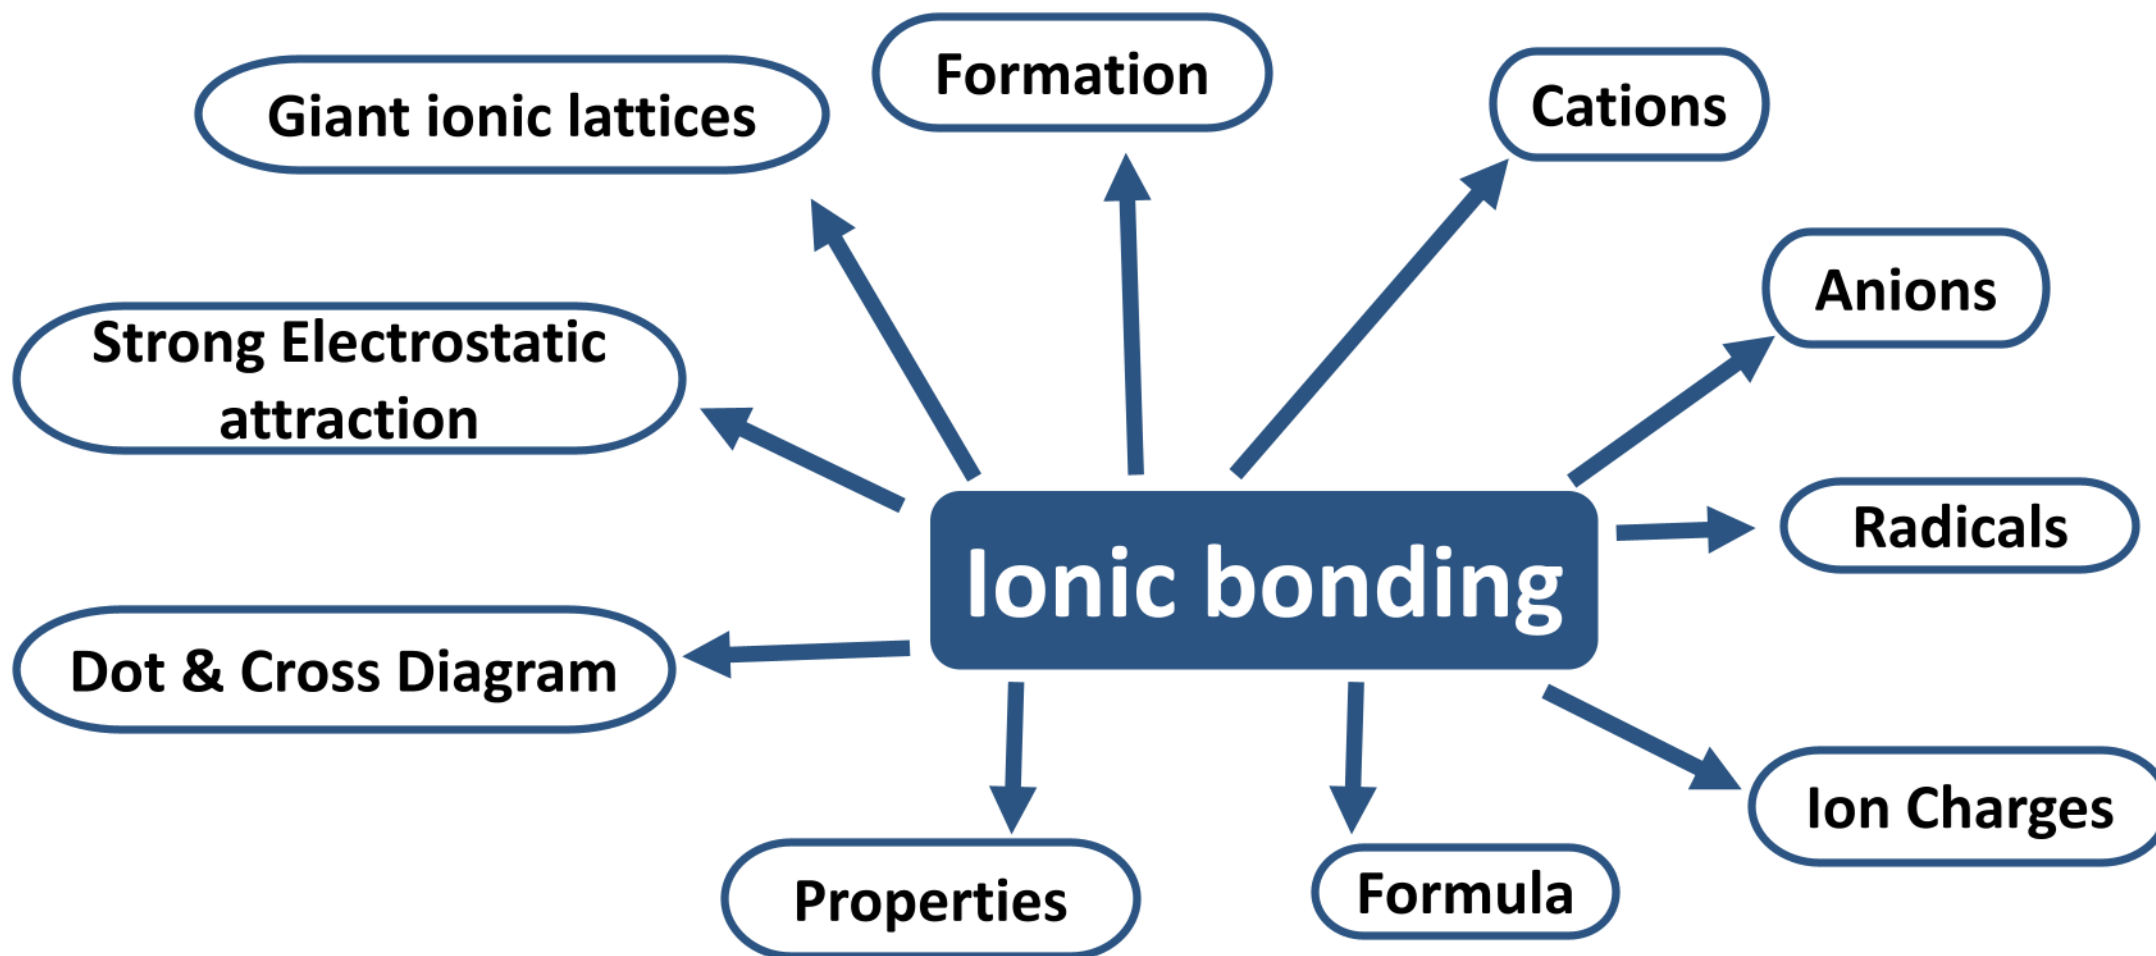 Formation
Cations
Giant ionic lattices
Anions
Strong Electrostatic
attraction
Radicals
Ionic bonding
Dot & Cross Diagram
Ion Charges
Properties
Formula